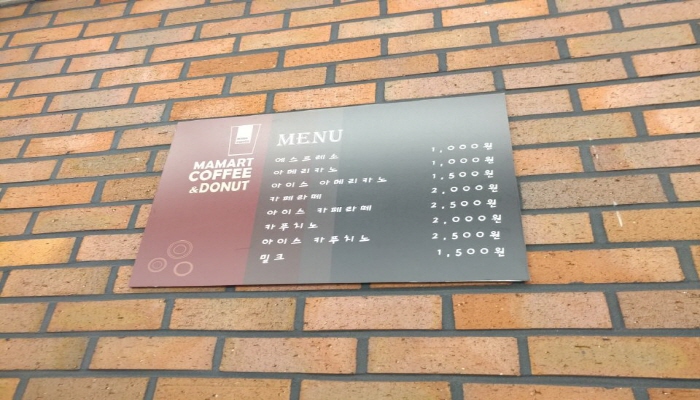 MAMART
COFFEE
&DONUT
MENU
에스프레소 1,000원
아메리카노 1,000원
아이스 아메리카노 1,500원
카페라떼 2,000원
아이스 카페라떼 2,500원
카푸치노 2,000원
아이스 카푸치노 2,500원
밀크 1,500원